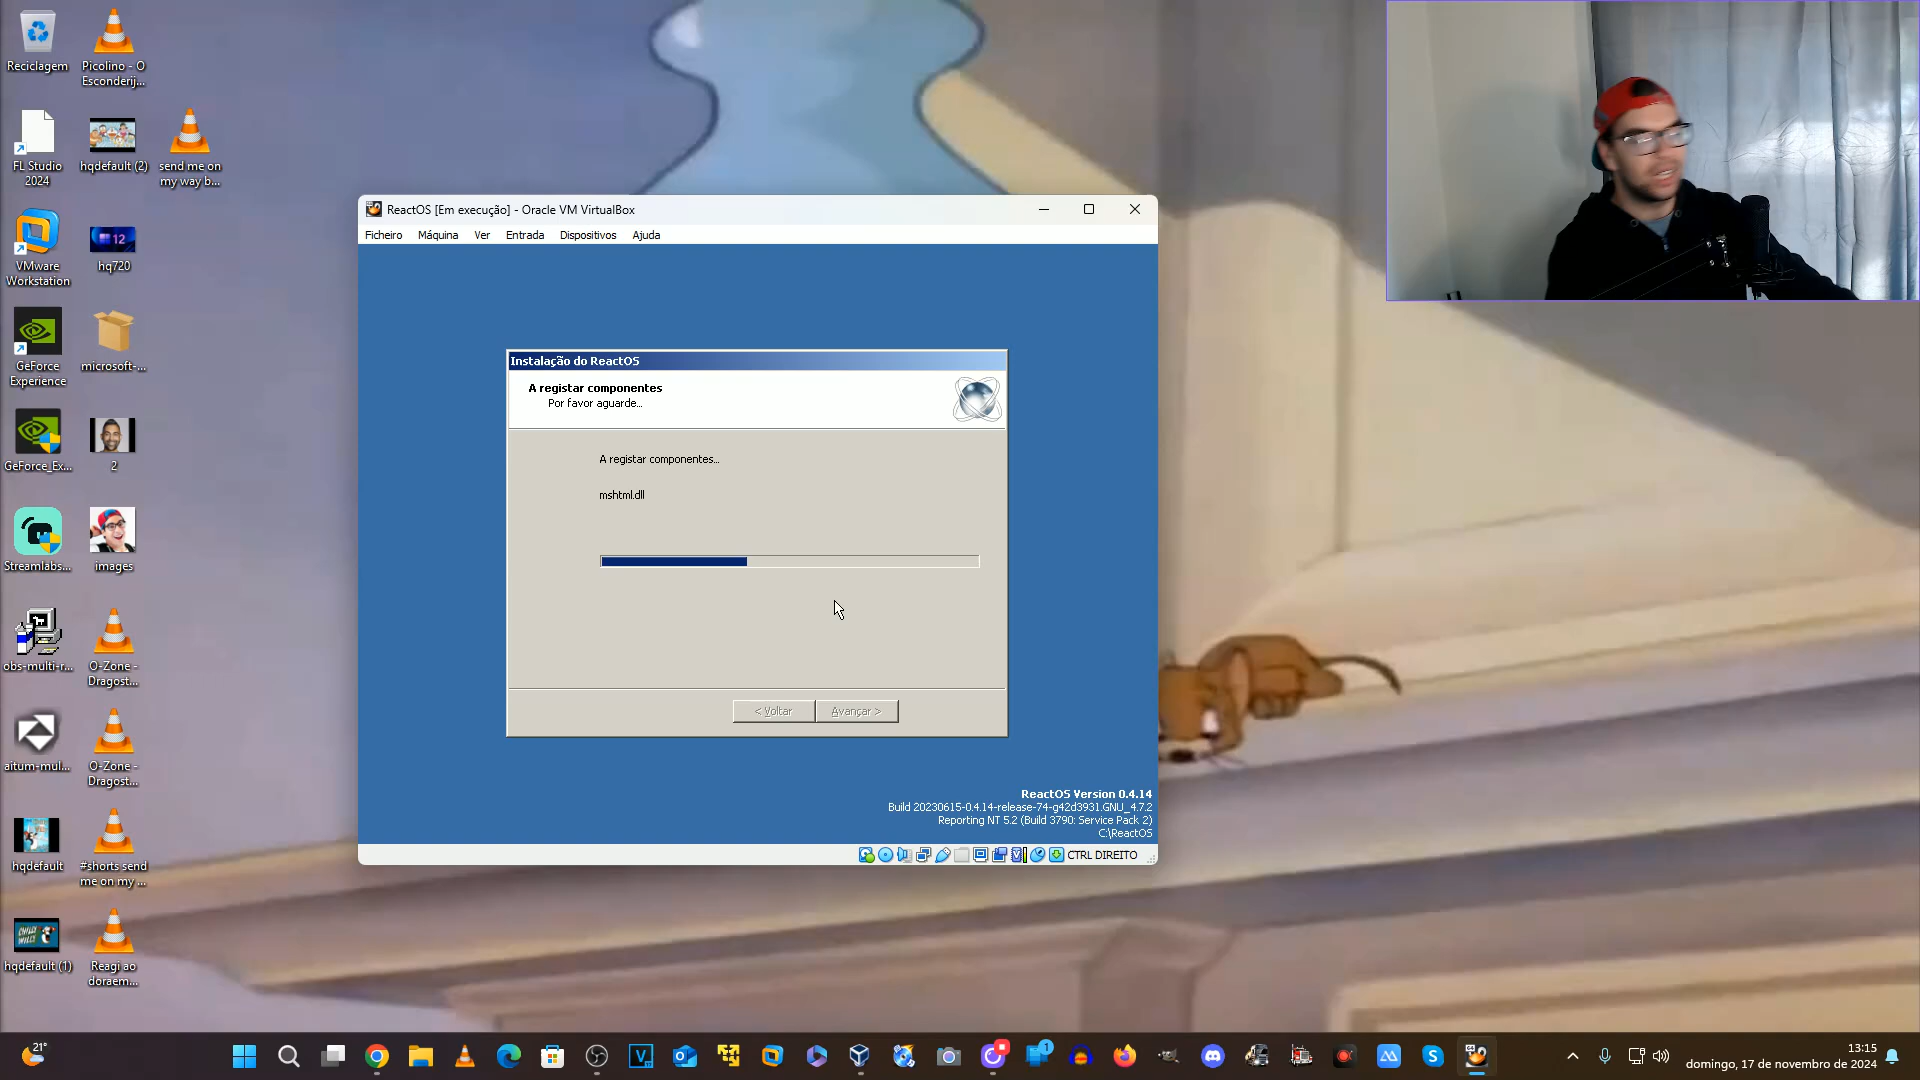 Reciclagem
Picolino - O
Esconderij...
FL Studio
2024
hqdefault (2)
send me on
my way b...
VMware
Workstation
hq720
GeForce
Experience
microsoft-...
GeForce_Ex...
2
Streamlabs...
images
obs-multi-r...
O-Zone -
Dragost...
aitum-mul...
O-Zone -
Dragost...
hqdefault
#shorts send
me on my ...
hqdefault (1)
Reagi ao
doraem...
ReactOS [Em execução] - Oracle VM VirtualBox
Ficheiro Máquina Ver Entrada Dispositivos Ajuda
Instalação do ReactOS
A registar componentes
Por favor aguarde...
A registar componentes...
mshtml.dll
< Voltar
Avançar >
ReactOS Version 0.4.14
Build 20230615-0.4.14-release-74-g42d3931.GNU_4.7.2
Reporting NT 5.2 (Build 3790: Service Pack 2)
C:\ReactOS
CTRL DIREITO
21°
1
13:15
domingo, 17 de novembro de 2024